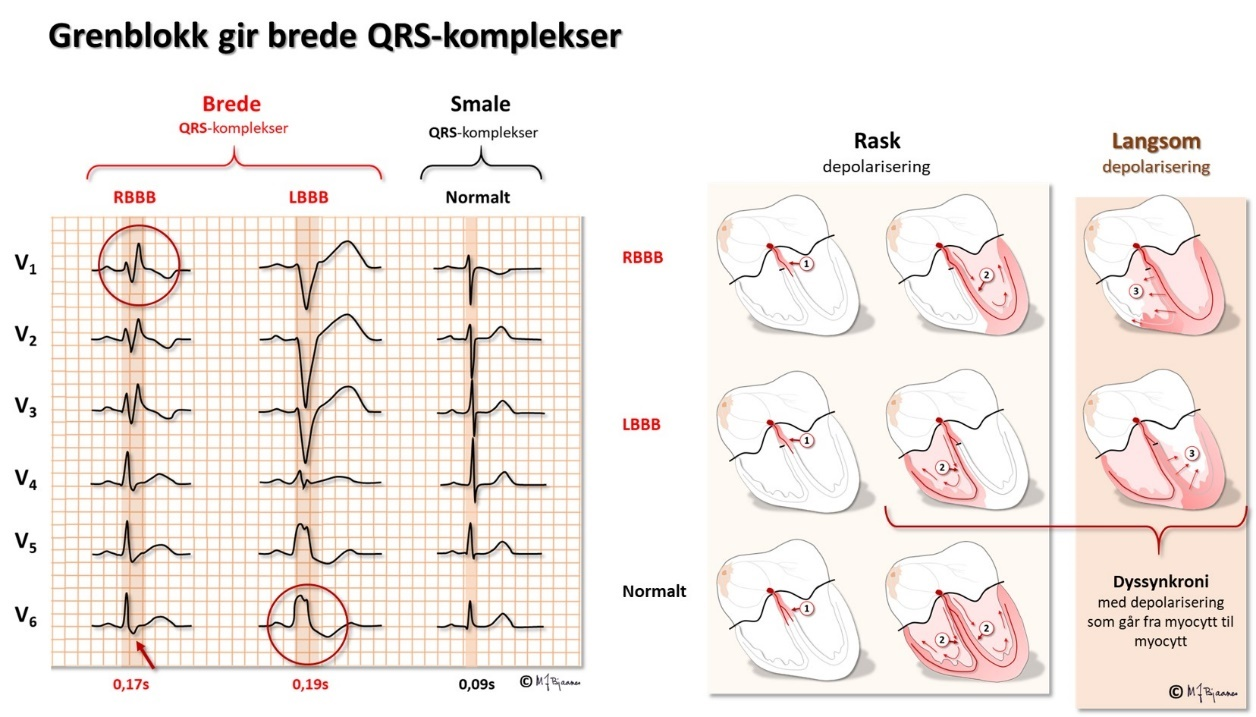 Grenblokk gir brede QRS-komplekser
Brede
QRS-komplekser
Smale
QRS-komplekser
RBBB
LBBB
Normalt
V1
V2
V3
V4
V5
V6
0,17s
0,19s
0,09s
©
Rask
depolarisering
Langsom
depolarisering
RBBB
1
2
3
LBBB
1
2
3
Normalt
1
2
2
Dyssynkroni
med depolarisering
som går fra myocytt til
myocytt
©